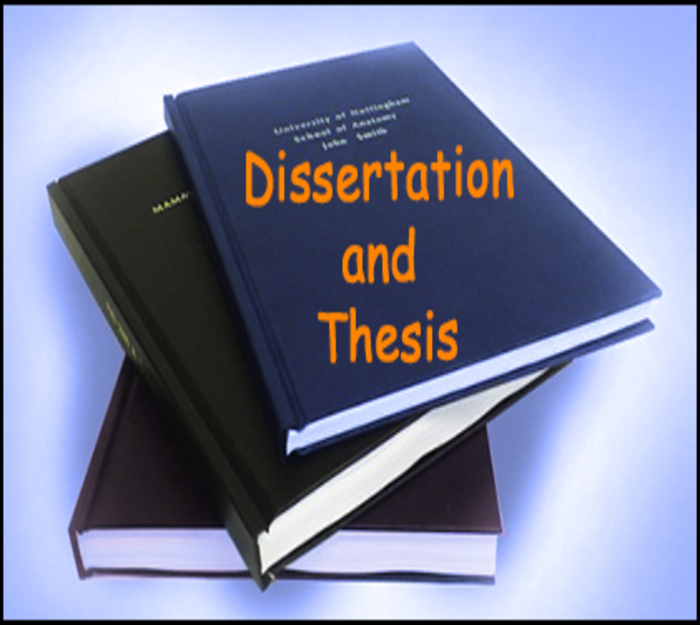 University of Nottingham
School of Anatomy
John Smith
Dissertation
and
Thesis